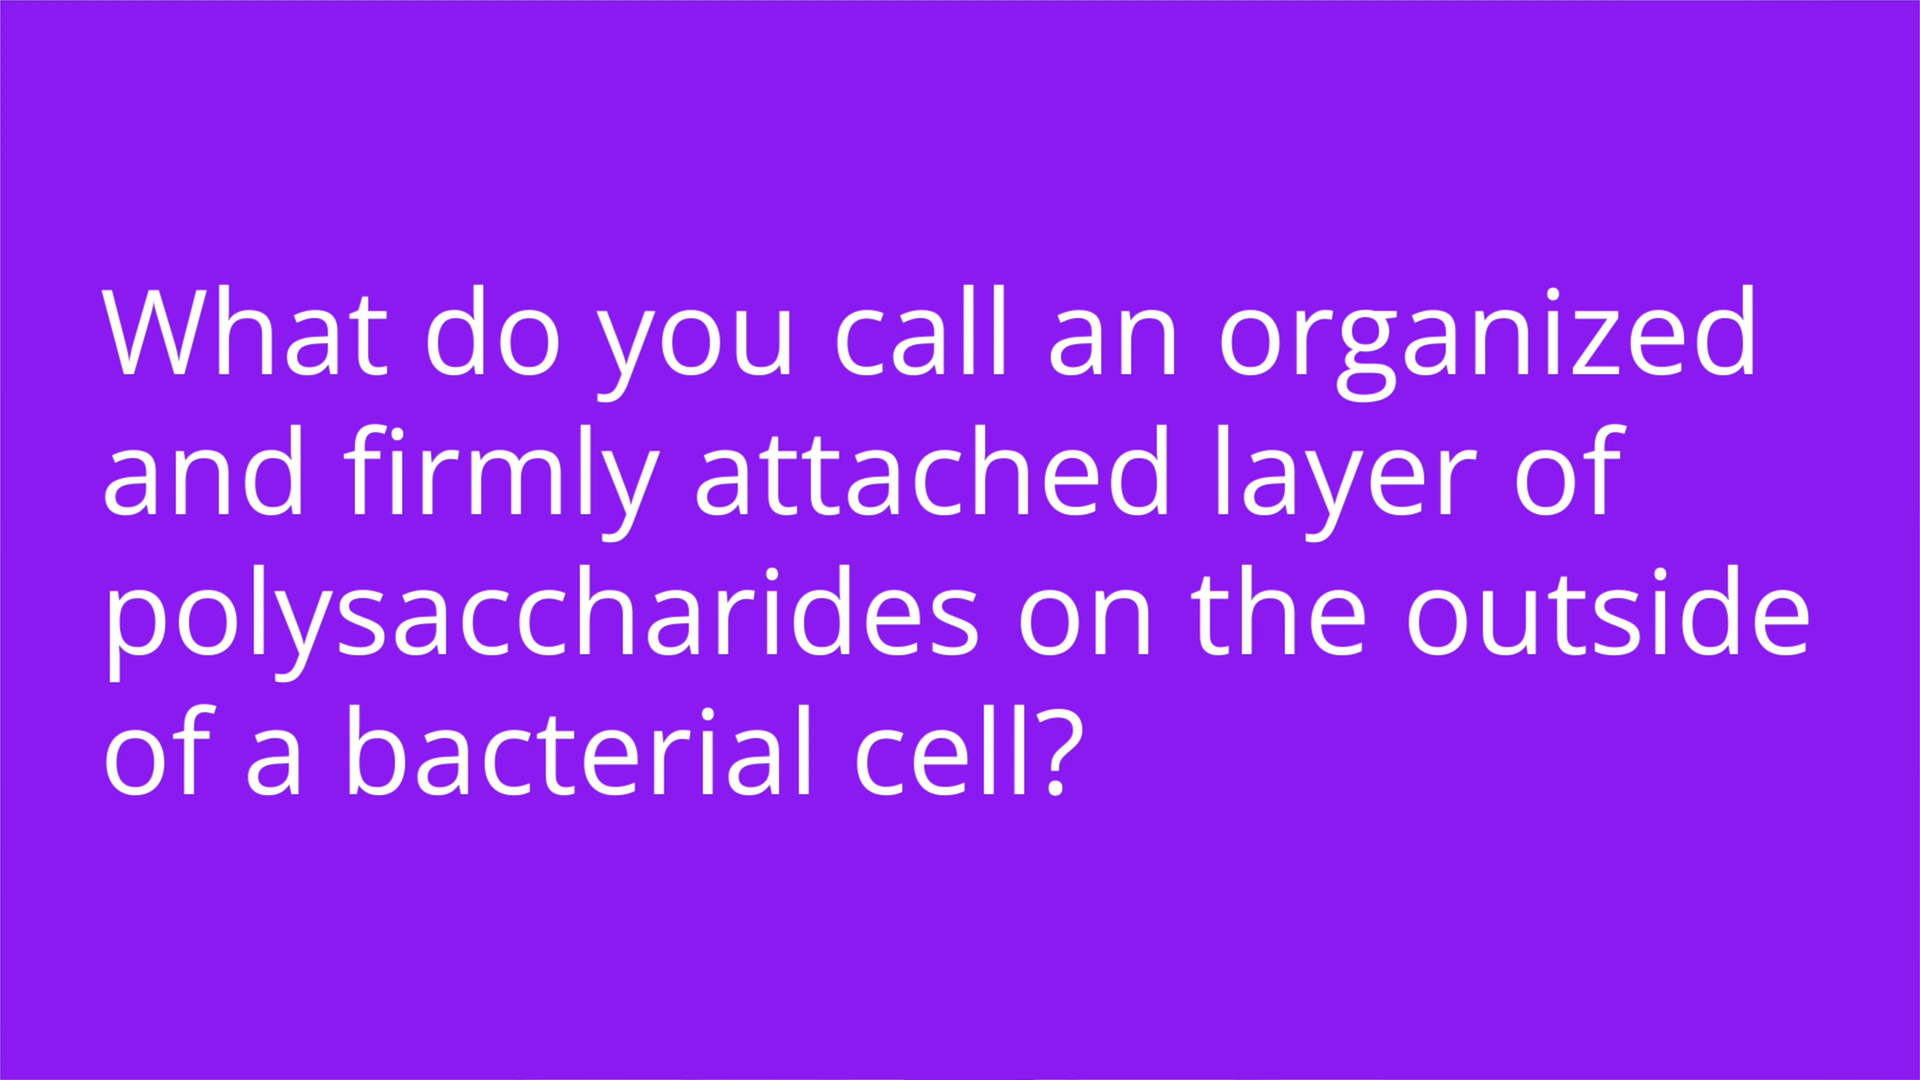 What do you call an organized
and firmly attached layer of
polysaccharides on the outside
of a bacterial cell?